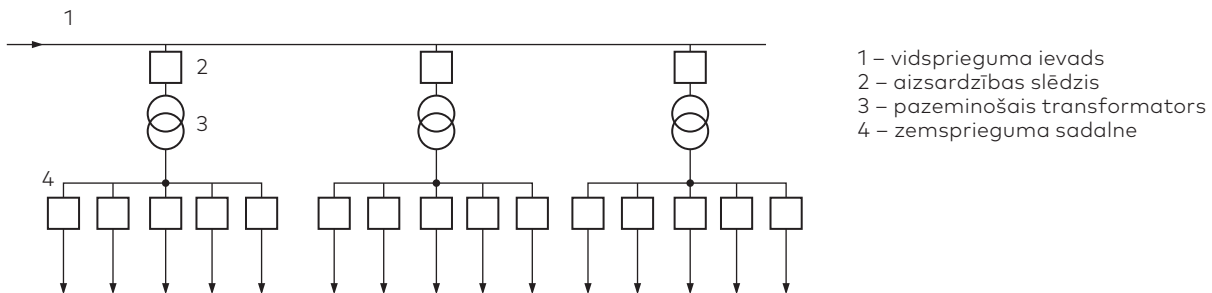 1
2
3
4
1 – vidsprieguma ievads
2 – aizsardzības slēdzis
3 – pazeminošais transformators
4 – zemsprieguma sadalne